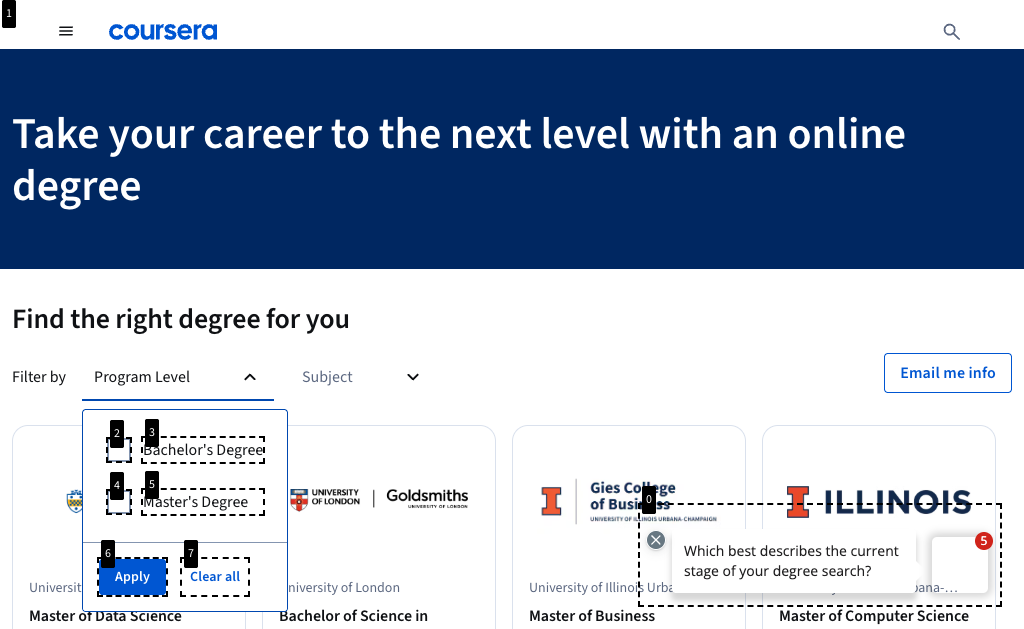 1
coursera
Take your career to the next level with an online
degree
Find the right degree for you
Filter by
Program Level
Subject
Email me info
2
3
Bachelor's Degree
4
5
Master's Degree
6
7
Apply
Clear all
UNIVERSITY
OF LONDON
Goldsmiths
UNIVERSITY OF LONDON
Gies College
of Business
UNIVERSITY OF ILLINOIS URBANA-CHAMPAIGN
ILLINOIS
0
5
Which best describes the current
stage of your degree search?
University of London
University of Illinois
Master of Data Science
Bachelor of Science in
Master of Business
Master of Computer Science